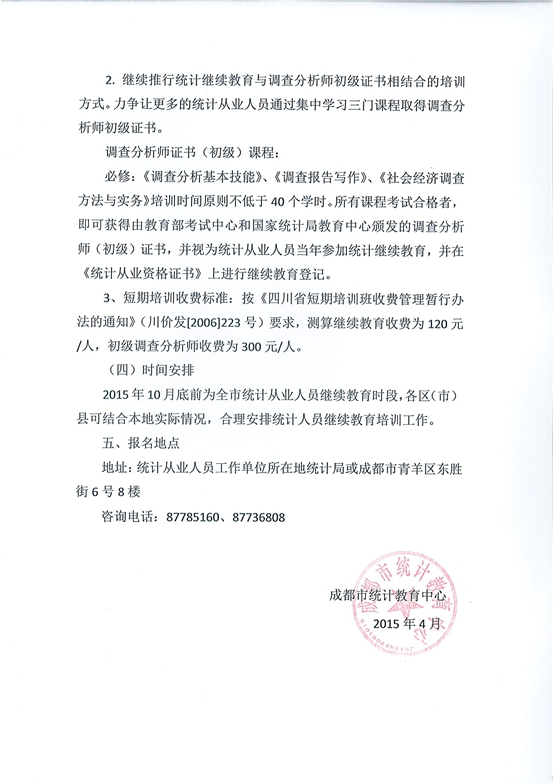 2. 继续推行统计继续教育与调查分析师初级证书相结合的培训
方式。力争让更多的统计从业人员通过集中学习三门课程取得调查分
析师初级证书。
调查分析师证书（初级）课程：
必修：《调查分析基本技能》、《调查报告写作》、《社会经济调查
方法与实务》培训时间原则不低于 40 个学时。所有课程考试合格者，
即可获得由教育部考试中心和国家统计局教育中心颁发的调查分析
师（初级）证书，并视为统计从业人员当年参加统计继续教育，并在
《统计从业资格证书》上进行继续教育登记。
3、短期培训收费标准：按《四川省短期培训班收费管理暂行办
法的通知》（川价发[2006]223 号）要求，测算继续教育收费为 120 元
/人，初级调查分析师收费为 300 元/人。
（四）时间安排
2015 年 10 月底前为全市统计从业人员继续教育时段，各区（市）
县可结合本地实际情况，合理安排统计人员继续教育培训工作。
五、报名地点
地址：统计从业人员工作单位所在地统计局或成都市青羊区东胜
街 6 号 8 楼
咨询电话：87785160、87736808
成都市统计教育中心
成都市统计教育中心
2015 年 4 月